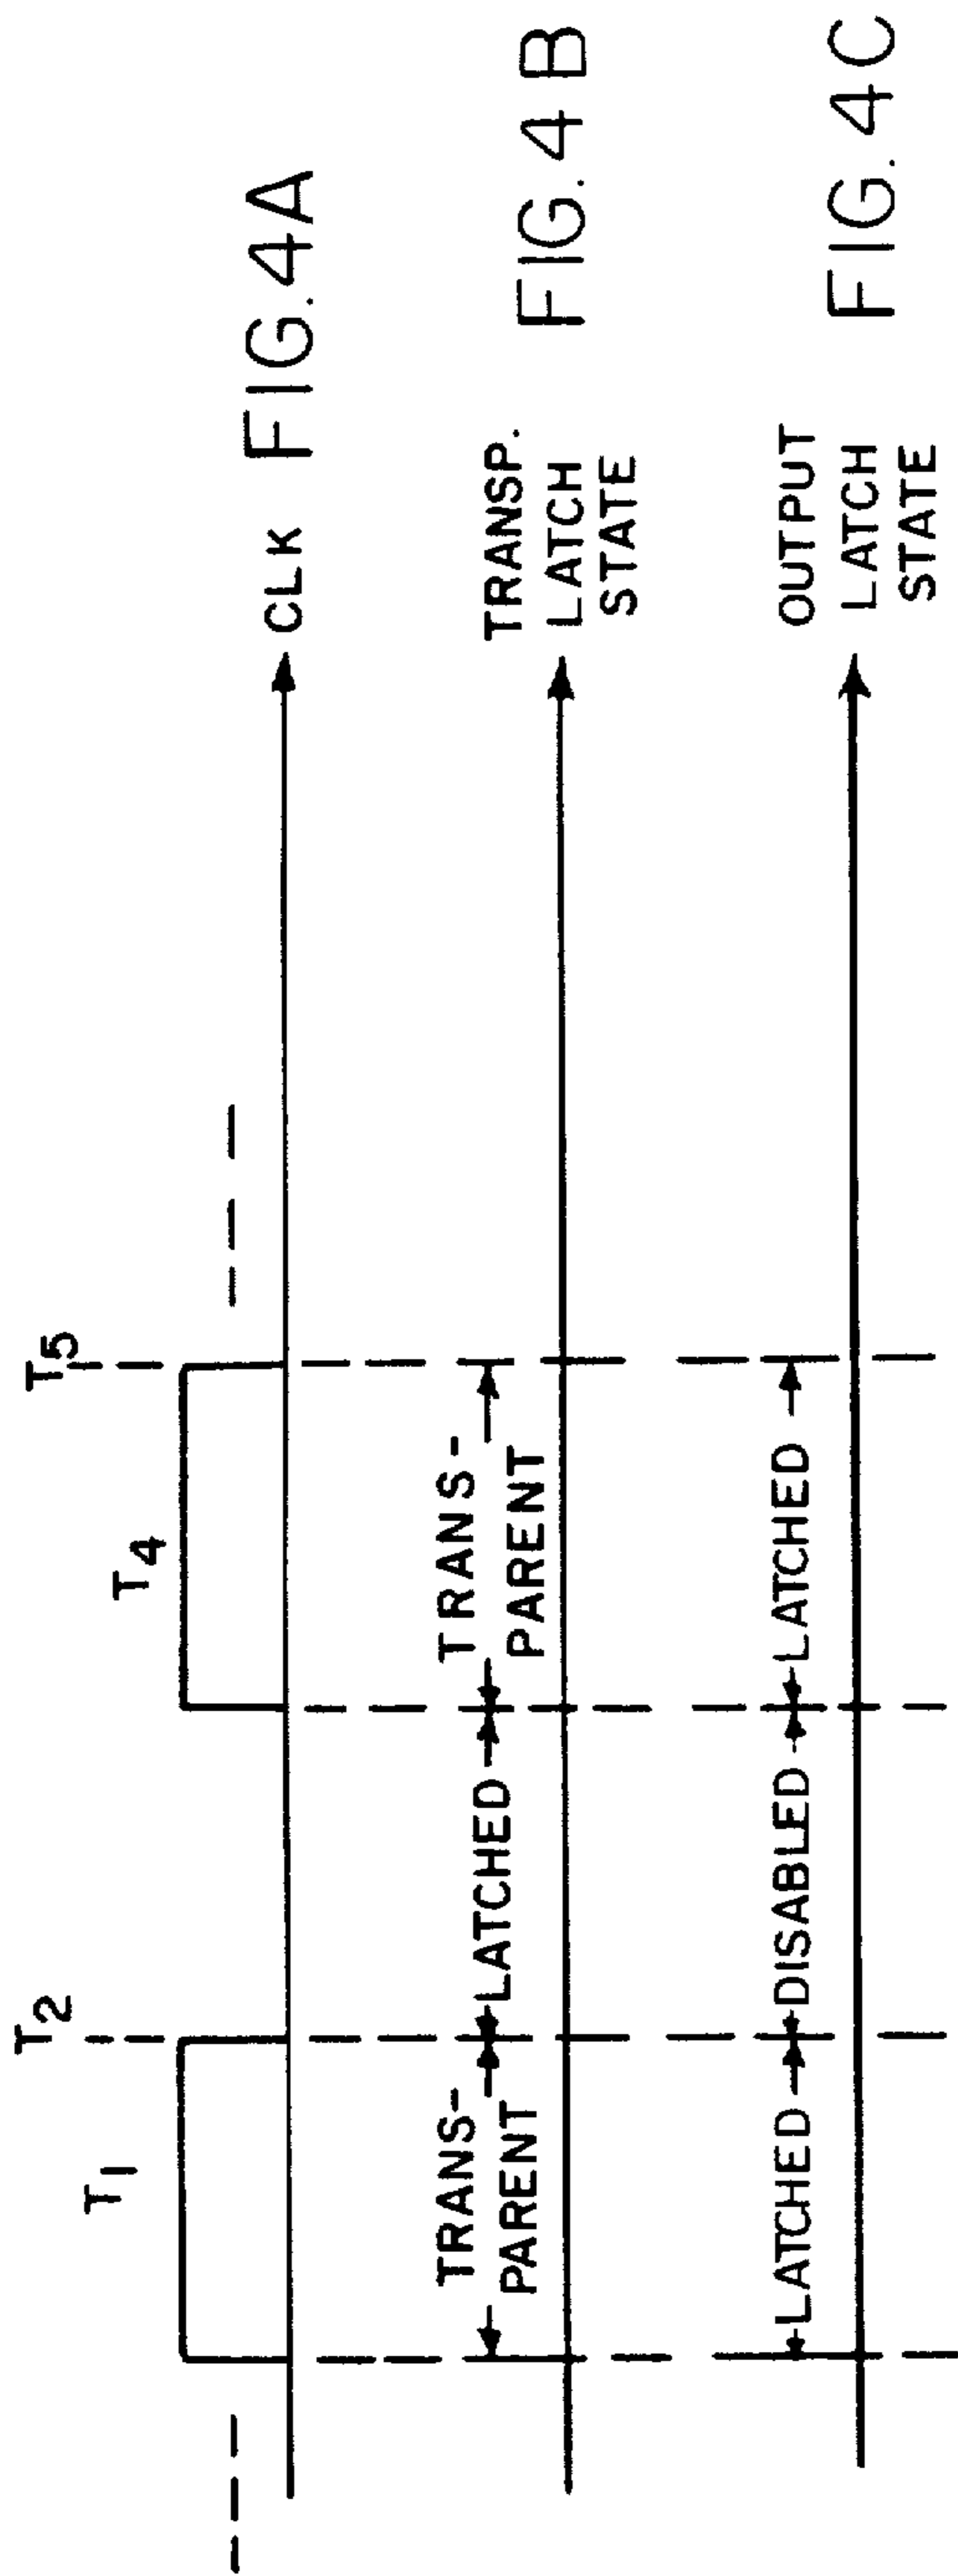 T1
T2
T4
T5
CLK
FIG. 4A
TRANS-
PARENT
LATCHED
TRANS-
PARENT
TRANSP.
LATCH
STATE
FIG. 4B
LATCHED
DISABLED
LATCHED
OUTPUT
LATCH
STATE
FIG. 4C